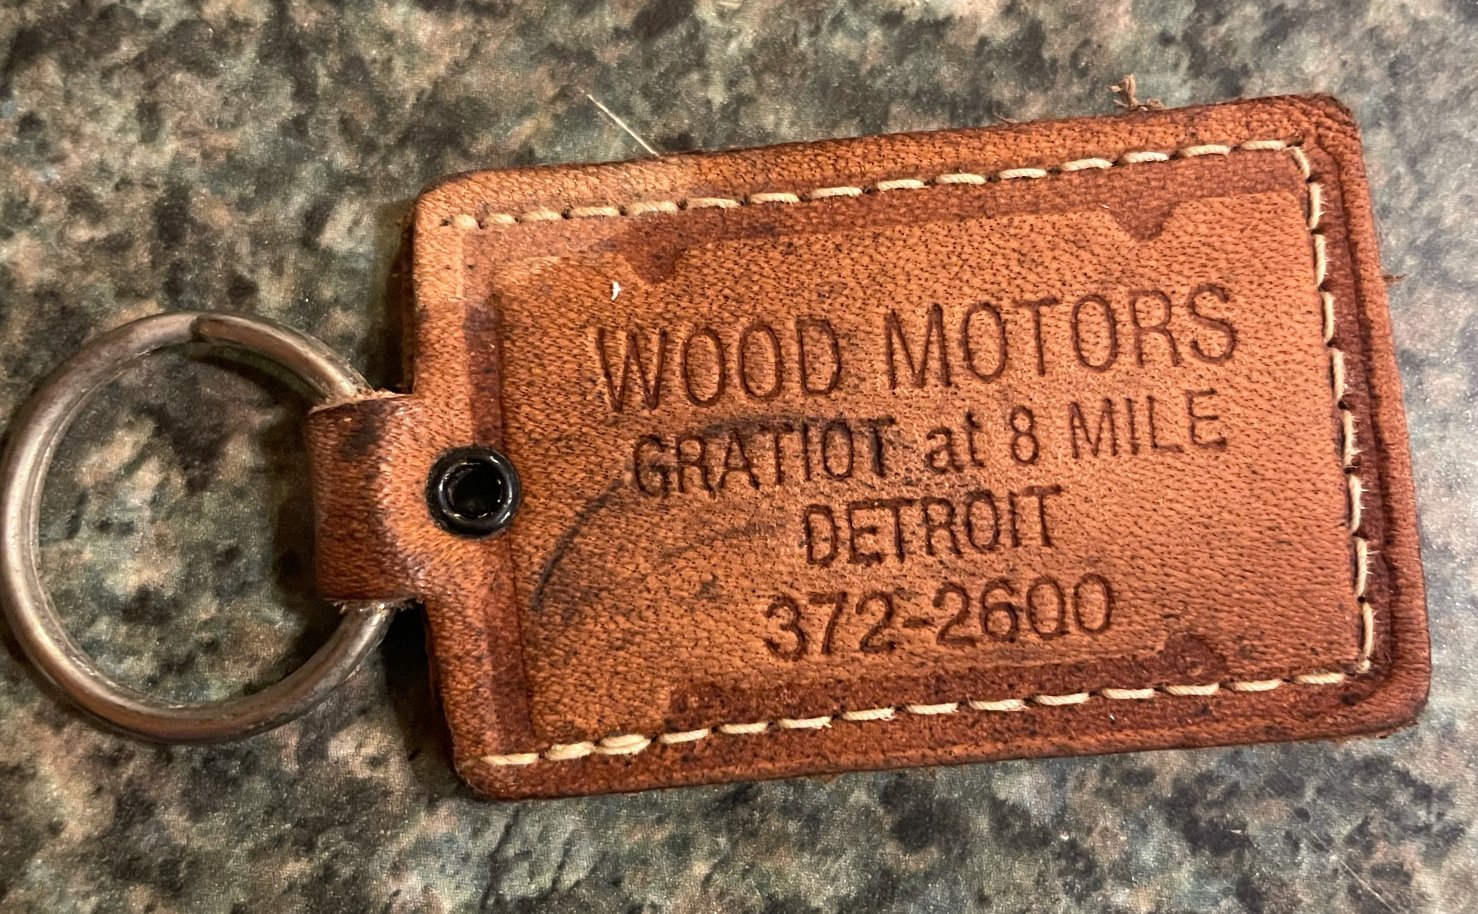 WOOD MOTORS
GRATIOT at 8 MILE
DETROIT
372-2600